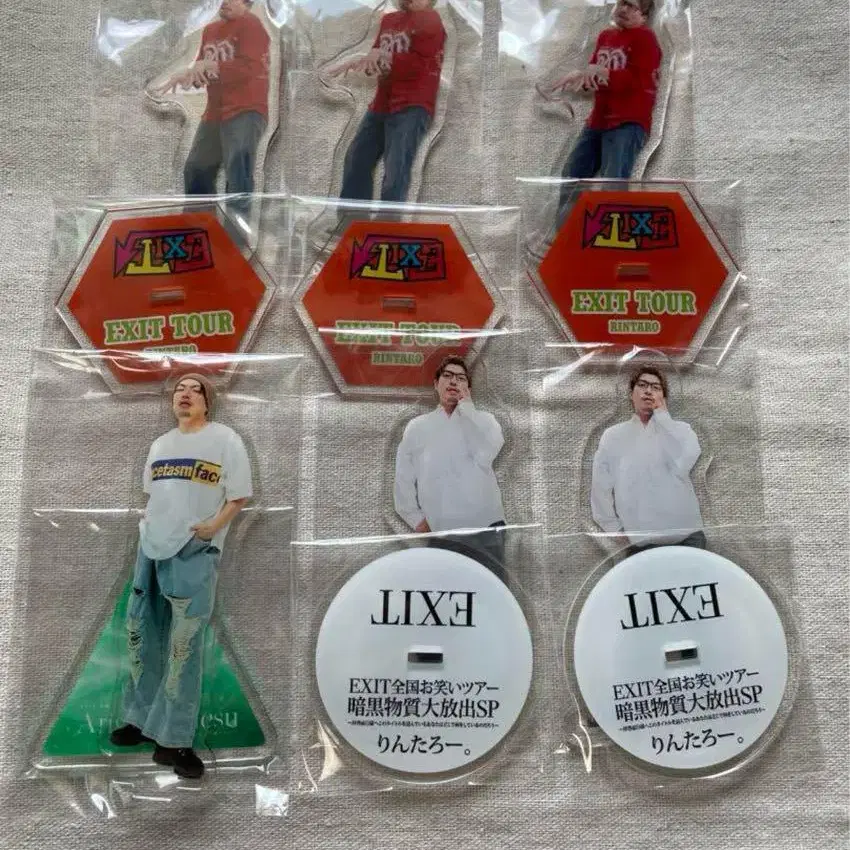 EXIT
EXIT TOUR
RINTARO
EXIT
EXIT TOUR
RINTARO
EXIT
EXIT TOUR
RINTARO
cetasm face
EXIT
EXIT全国お笑いツアー
暗黒物質大放出SP
りんたろー。
EXIT
EXIT全国お笑いツアー
暗黒物質大放出SP
りんたろー。